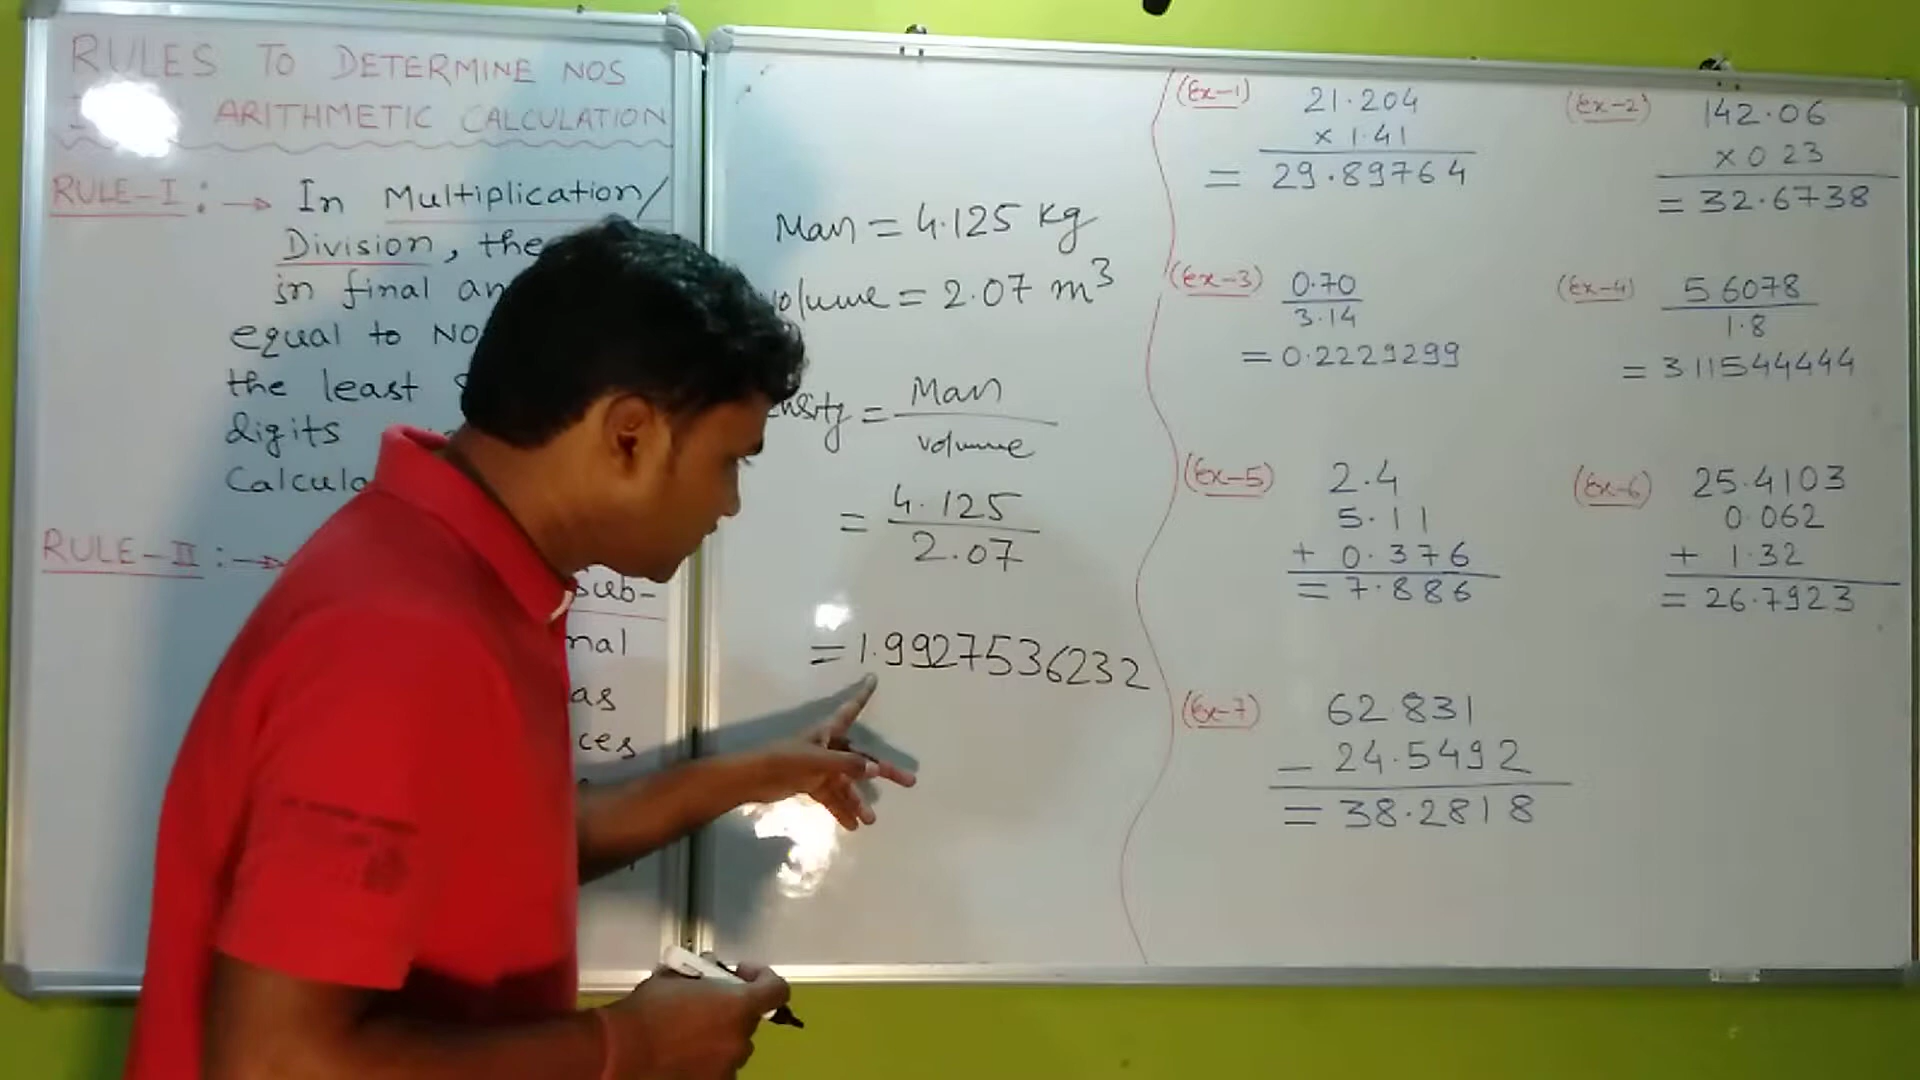 RULES TO DETERMINE NOS
I ARITHMETIC CALCULATION
RULE-I :→ In Multiplication/
Division, the
in final an
equal to NO
the least
digits
Calcula
RULE-II :→
Sub-
nal
as
ces
Mass = 4.125 kg
volume = 2.07 m³
nsity = Mass
volume
= 4.125
2.07
= 1.9927536232
(Ex-1) 21.204
× 1.41
= 29.89764
(Ex-2) 142.06
× 0 23
= 32.6738
(Ex-3) 0.70
3.14
= 0.2229299
(Ex-4) 5 6078
1.8
= 3 11544444
(Ex-5) 2.4
5.11
+ 0.376
= 7.886
(Ex-6) 25.4103
0.062
+ 1.32
= 26.7923
(Ex-7) 62.831
- 24.5492
= 38.2818